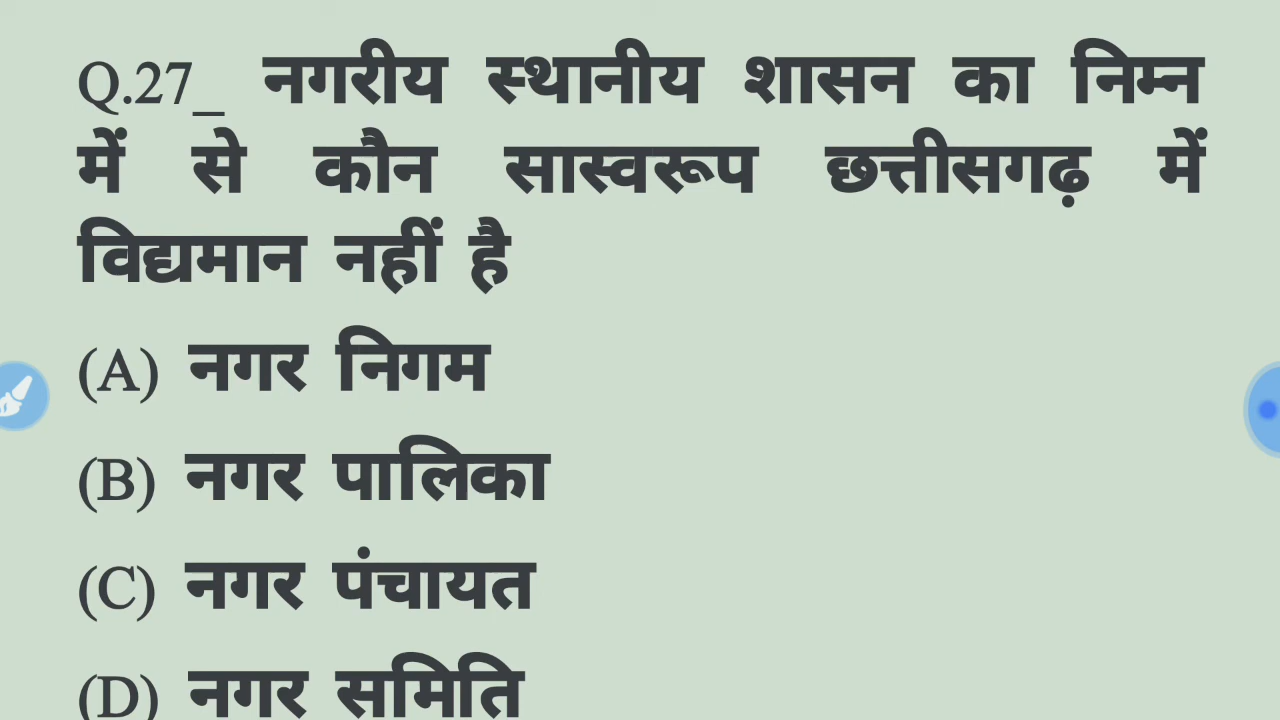 Q.27_ नगरीय स्थानीय शासन का निम्न
में से कौन सास्वरूप छत्तीसगढ़ में
विद्यमान नहीं है
(A) नगर निगम
(B) नगर पालिका
(C) नगर पंचायत
(D) नगर समिति